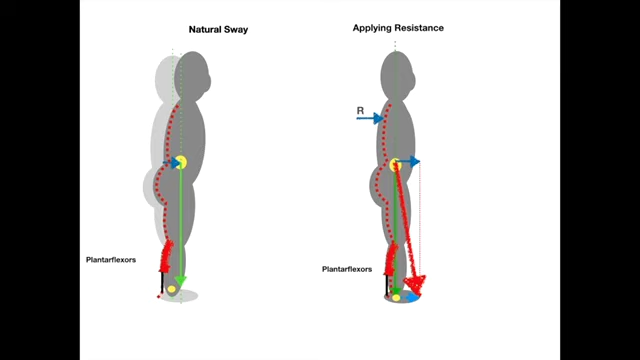 Natural Sway
Applying Resistance
R
Plantarflexors
Plantarflexors